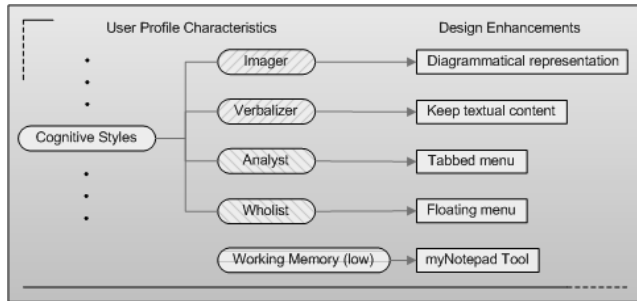 User Profile Characteristics Design Enhancements
Imager Diagrammatical representation
Verbalizer Keep textual content
Cognitive Styles
Analyst Tabbed menu
Wholist Floating menu
Working Memory (low) myNotepad Tool